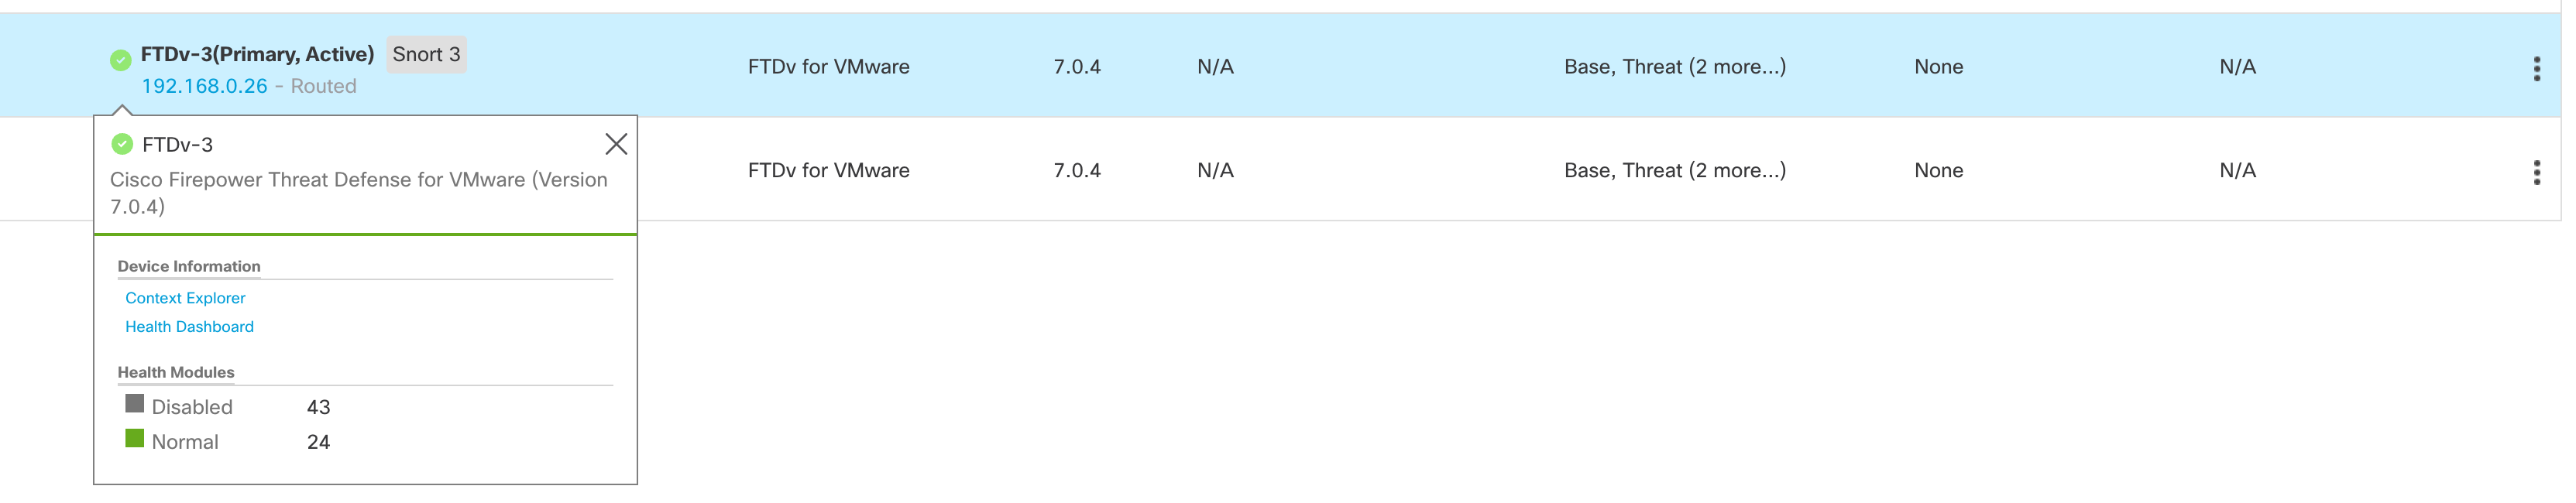 FTDv-3(Primary, Active) Snort 3
192.168.0.26 - Routed
FTDv for VMware 7.0.4 N/A Base, Threat (2 more...) None N/A
FTDv-3
Cisco Firepower Threat Defense for VMware (Version
7.0.4)
FTDv for VMware 7.0.4 N/A Base, Threat (2 more...) None N/A
Device Information
Context Explorer
Health Dashboard
Health Modules
Disabled 43
Normal 24